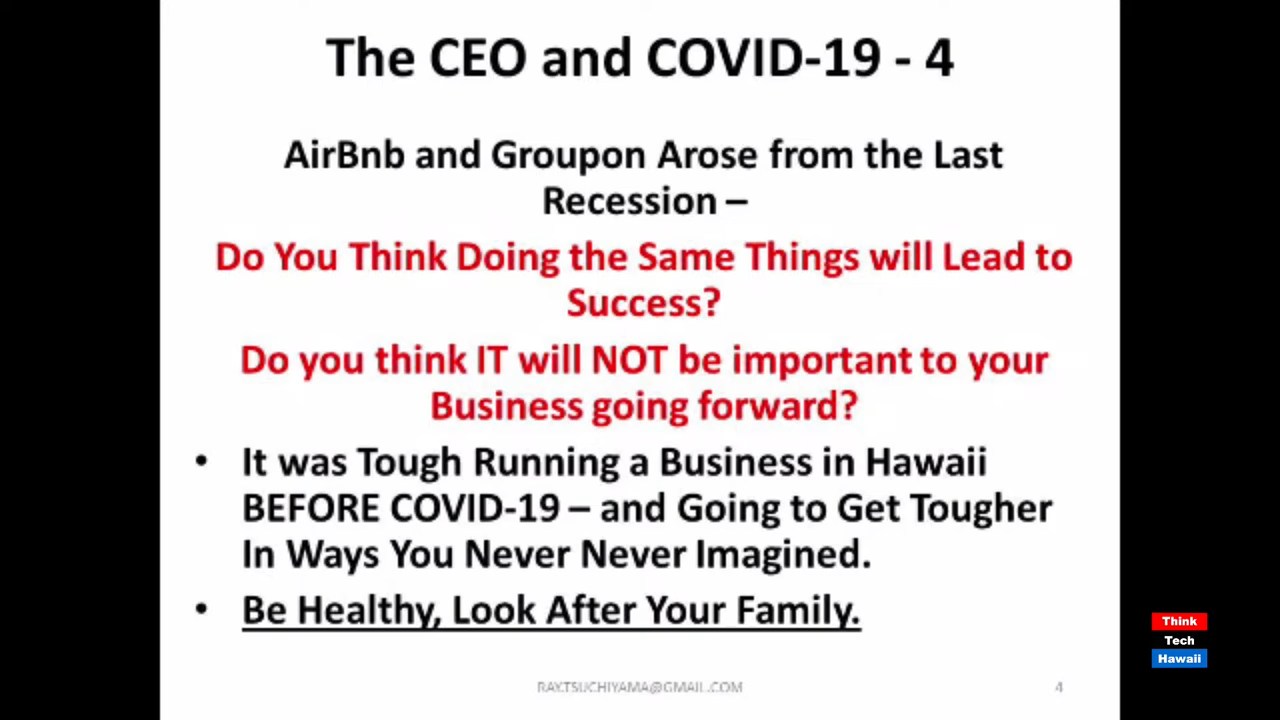 The CEO and COVID-19 - 4
AirBnb and Groupon Arose from the Last
Recession –
Do You Think Doing the Same Things will Lead to
Success?
Do you think IT will NOT be important to your
Business going forward?
• It was Tough Running a Business in Hawaii
BEFORE COVID-19 – and Going to Get Tougher
In Ways You Never Never Imagined.
• Be Healthy, Look After Your Family.
RAXTSUCHIYAMA@GMAIL.COM
4
Think
Tech
Hawaii